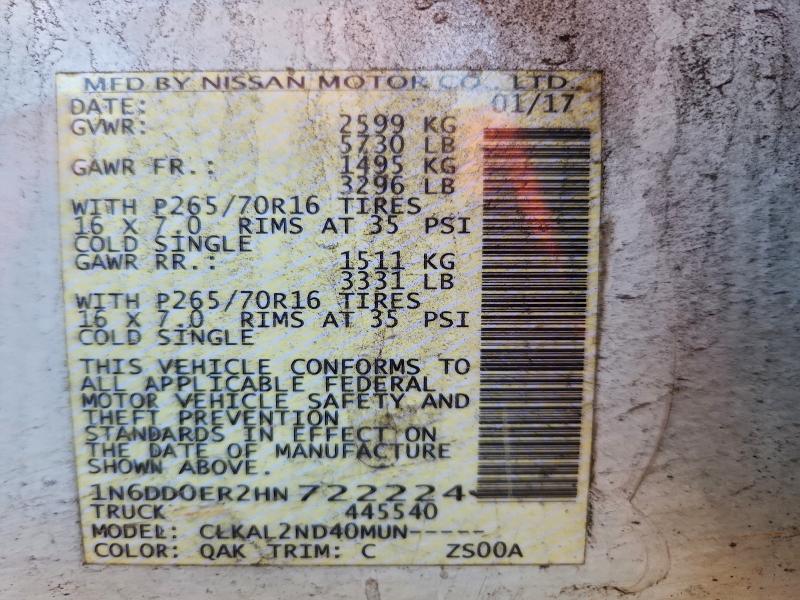 MFD BY NISSAN MOTOR CO., LTD.
DATE: 01/17
GVWR: 2599 KG
5730 LB
GAWR FR.: 1495 KG
3296 LB
WITH P265/70R16 TIRES
16 X 7.0 RIMS AT 35 PSI
COLD SINGLE
GAWR RR.: 1511 KG
3331 LB
WITH P265/70R16 TIRES
16 X 7.0 RIMS AT 35 PSI
COLD SINGLE
THIS VEHICLE CONFORMS TO
ALL APPLICABLE FEDERAL
MOTOR VEHICLE SAFETY AND
THEFT PREVENTION
STANDARDS IN EFFECT ON
THE DATE OF MANUFACTURE
SHOWN ABOVE.
1N6DD0ER2HN722224
TRUCK 445540
MODEL: CLKAL2ND40MUN-----
COLOR: QAK TRIM: C ZS00A